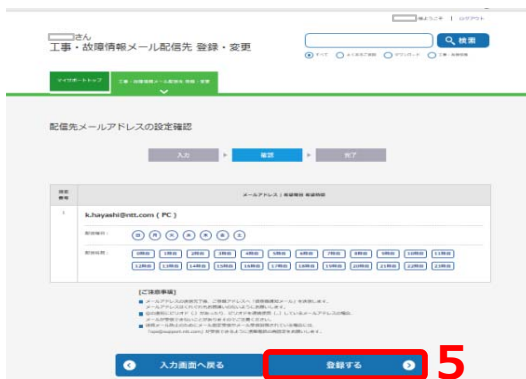 様ようこそ | ログアウト
さん
工事・故障情報メール配信先 登録・変更
検索
すべて よくあるご質問 ダウンロード 工事・故障情報
マイサポートトップ
工事・故障情報メール配信先 登録・変更
配信先メールアドレスの設定確認
入力 確認 完了
設定番号
メールアドレス | 希望曜日 希望時間
1
k.hayashi@ntt.com ( PC )
配信曜日：
日 月 火 水 木 金 土
配信時間：
0時台 1時台 2時台 3時台 4時台 5時台 6時台 7時台 8時台 9時台 10時台 11時台
12時台 13時台 14時台 15時台 16時台 17時台 18時台 19時台 20時台 21時台 22時台 23時台
【ご注意事項】
入力画面へ戻る
登録する
5